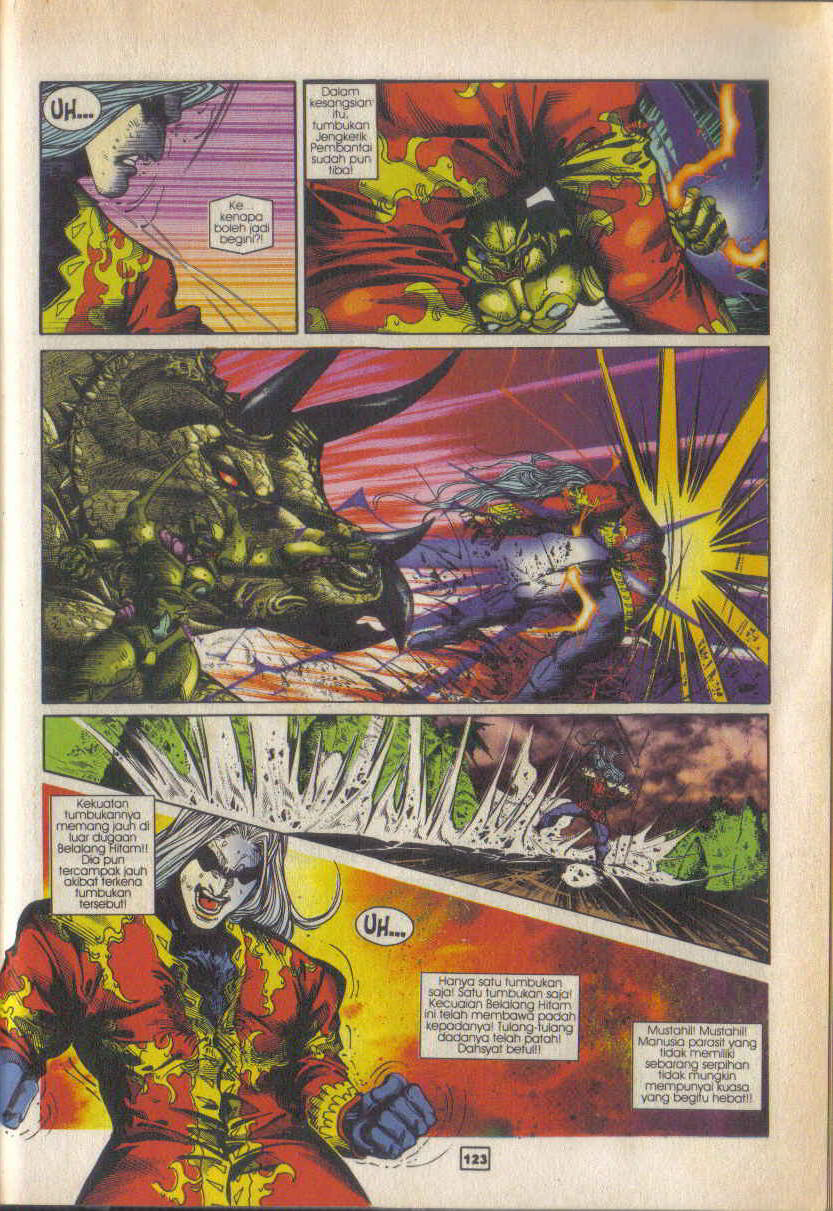 UH...
Ke...
kenapa
boleh jadi
begini?!
Dalam
kesangsian
itu,
tumbukan
Jengkerik
Pembantai
sudah pun
tiba!
Kekuatan
tumbukannya
memang jauh di
luar dugaan
Belalang Hitam!!
Dia pun
tercampak jauh
akibat terkena
tumbukan
tersebut!
UH...
Hanya satu tumbukan
saja! Satu tumbukan saja!
Kecuaian Belalang Hitam
ini telah membawa padah
kepadanya! Tulang-tulang
dadanya telah patah!
Dahsyat betul!!
Mustahil! Mustahil!
Manusia parasit yang
tidak memiliki
sebarang serpihan
tidak mungkin
mempunyai kuasa
yang begitu hebat!!
123